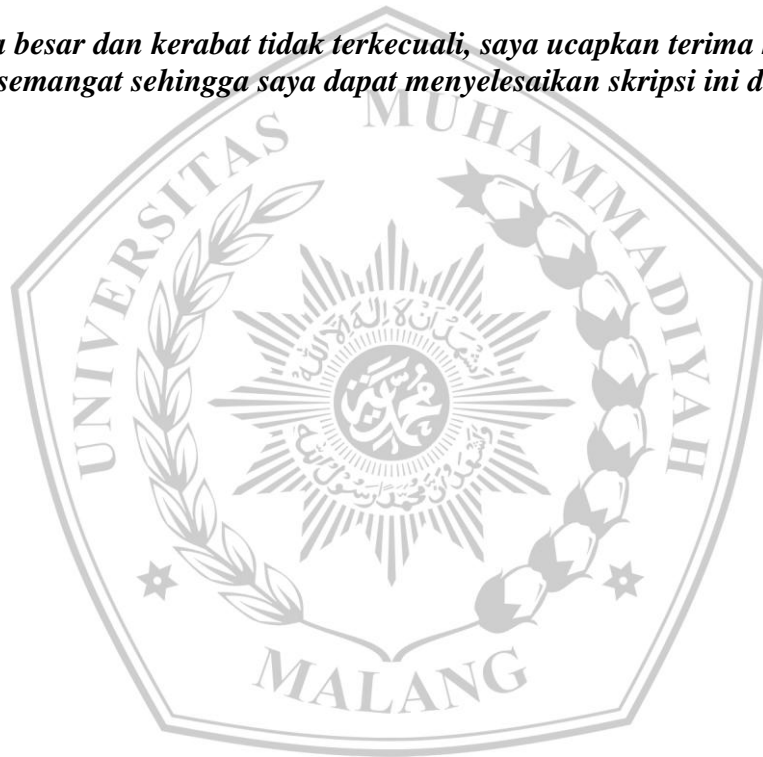 besar dan kerabat tidak terkecuali, saya ucapkan terima
semangat sehingga saya dapat menyelesaikan skripsi ini
UNIVERSITAS MUHAMMADIYAH
MALANG